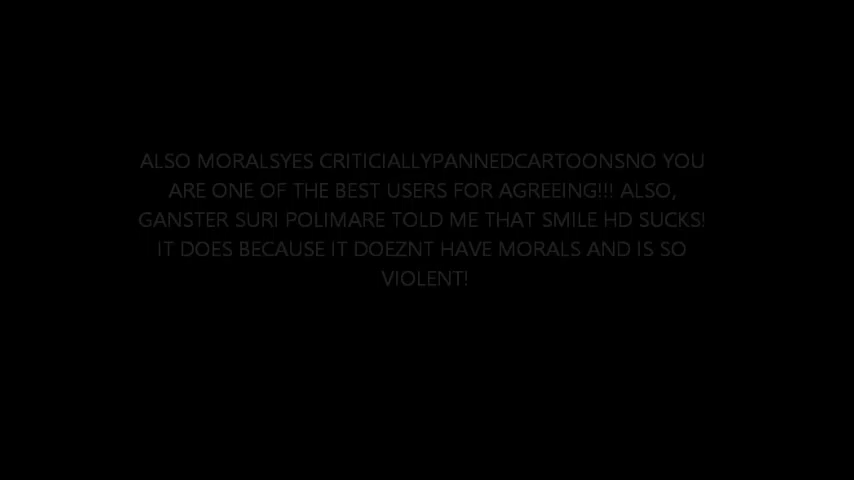 ALSO MORALSYES CRITICIALLYPANNEDCARTOONSNO YOU
ARE ONE OF THE BEST USERS FOR AGREEING!!! ALSO,
GANSTER SURI POLIMARE TOLD ME THAT SMILE HD SUCKS!
IT DOES BECAUSE IT DOEZNT HAVE MORALS AND IS SO
VIOLENT!